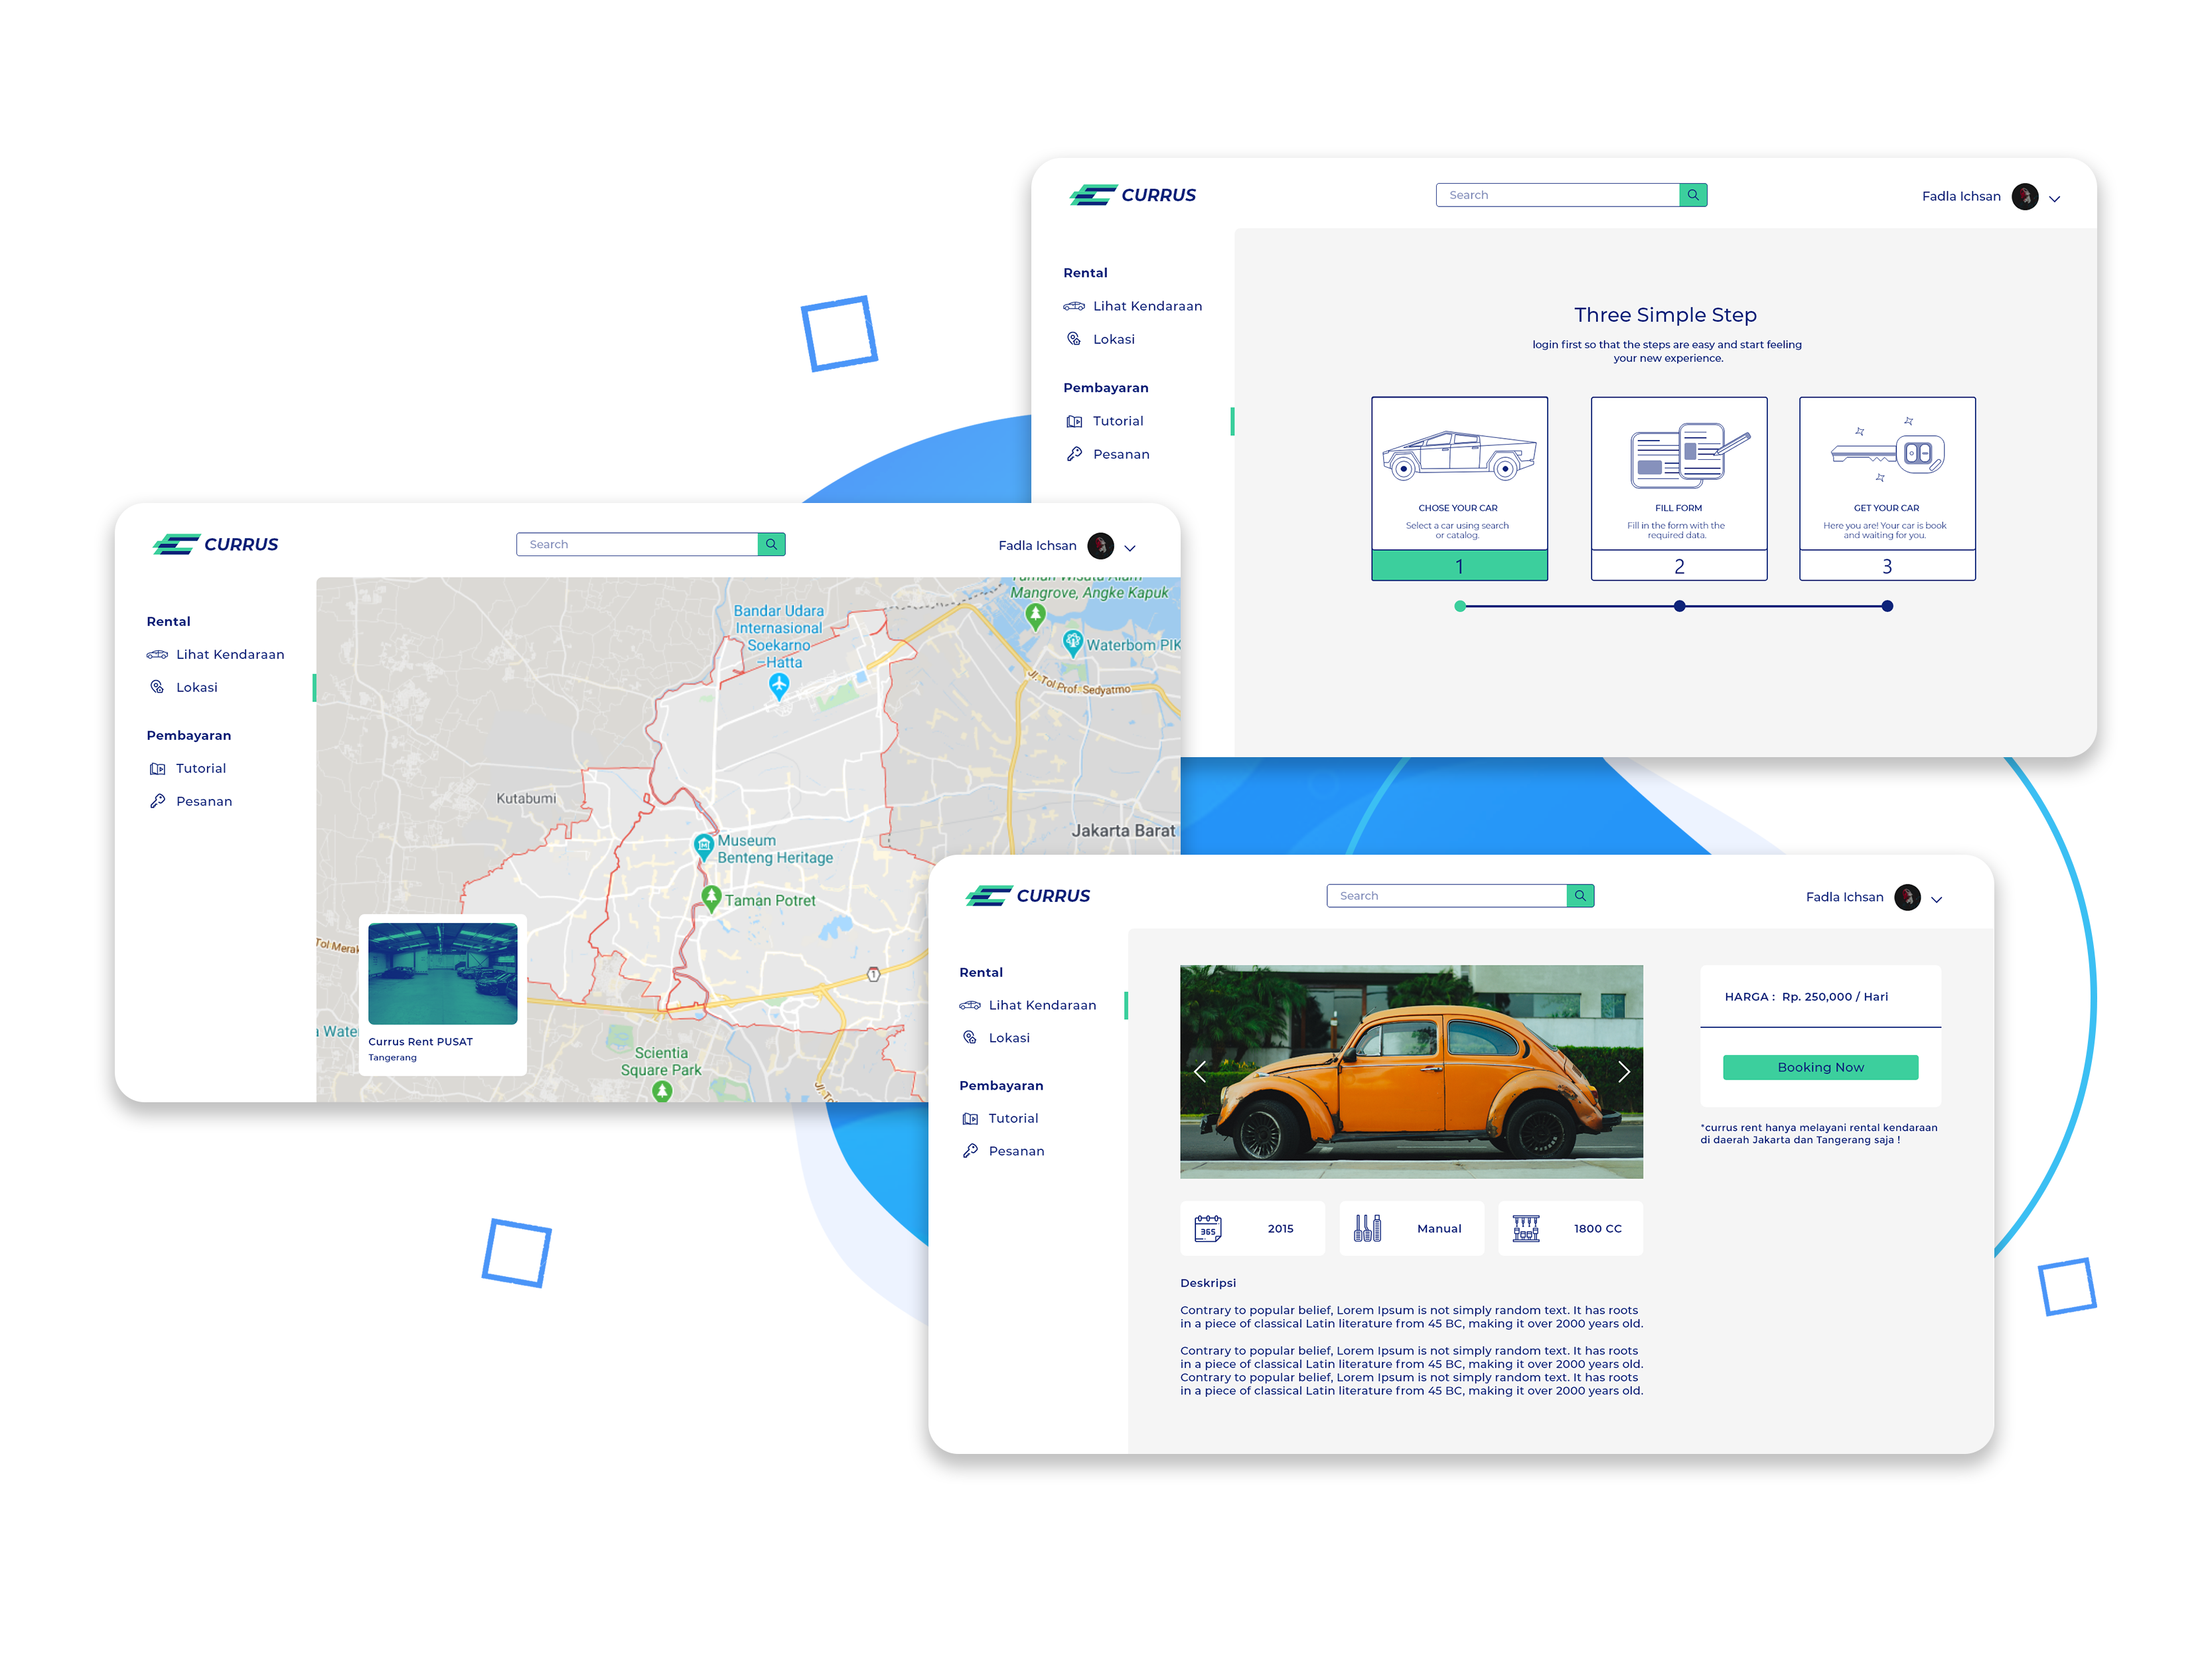 CURRUS
Search
Fadla Ichsan
Rental
Lihat Kendaraan
Lokasi
Pembayaran
Tutorial
Pesanan
Three Simple Step
login first so that the steps are easy and start feeling
your new experience.
CHOSE YOUR CAR
Select a car using search
or catalog.
1
FILL FORM
Fill in the form with the
required data.
2
GET YOUR CAR
Here you are! Your car is book
and waiting for you.
3
CURRUS
Search
Fadla Ichsan
Rental
Lihat Kendaraan
Lokasi
Pembayaran
Tutorial
Pesanan
Taman Wisata Alam
Mangrove, Angke Kapuk
Bandar Udara
Internasional
Soekarno
–Hatta
Waterbom PIK
Jl. Tol Prof. Sedyatmo
Kutabumi
Jakarta Barat
Museum
Benteng Heritage
Taman Potret
Tol Merak
1
Scientia
Square Park
Jl. To
Currus Rent PUSAT
Tangerang
CURRUS
Search
Fadla Ichsan
Rental
Lihat Kendaraan
Lokasi
Pembayaran
Tutorial
Pesanan
HARGA : Rp. 250,000 / Hari
Booking Now
*currus rent hanya melayani rental kendaraan
di daerah Jakarta dan Tangerang saja !
365
2015
Manual
1800 CC
Deskripsi
Contrary to popular belief, Lorem Ipsum is not simply random text. It has roots
in a piece of classical Latin literature from 45 BC, making it over 2000 years old.
Contrary to popular belief, Lorem Ipsum is not simply random text. It has roots
in a piece of classical Latin literature from 45 BC, making it over 2000 years old.
Contrary to popular belief, Lorem Ipsum is not simply random text. It has roots
in a piece of classical Latin literature from 45 BC, making it over 2000 years old.